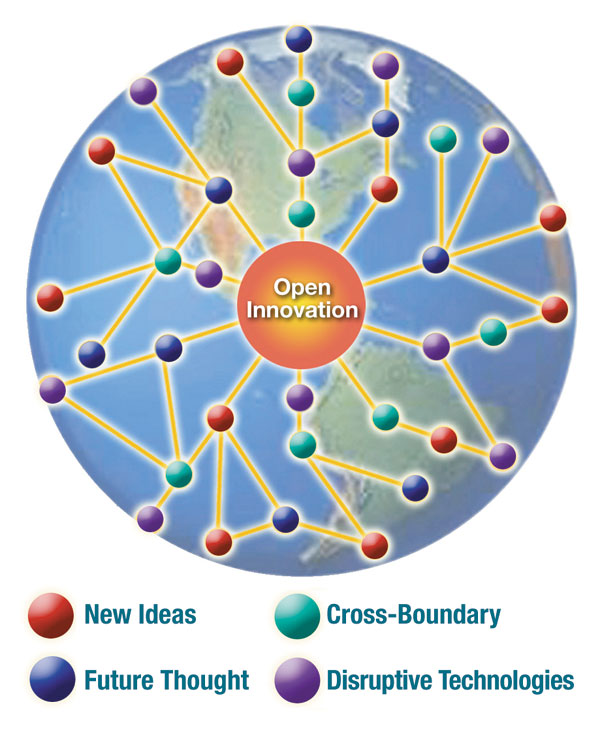 Open
Innovation
New Ideas
Cross-Boundary
Future Thought
Disruptive Technologies